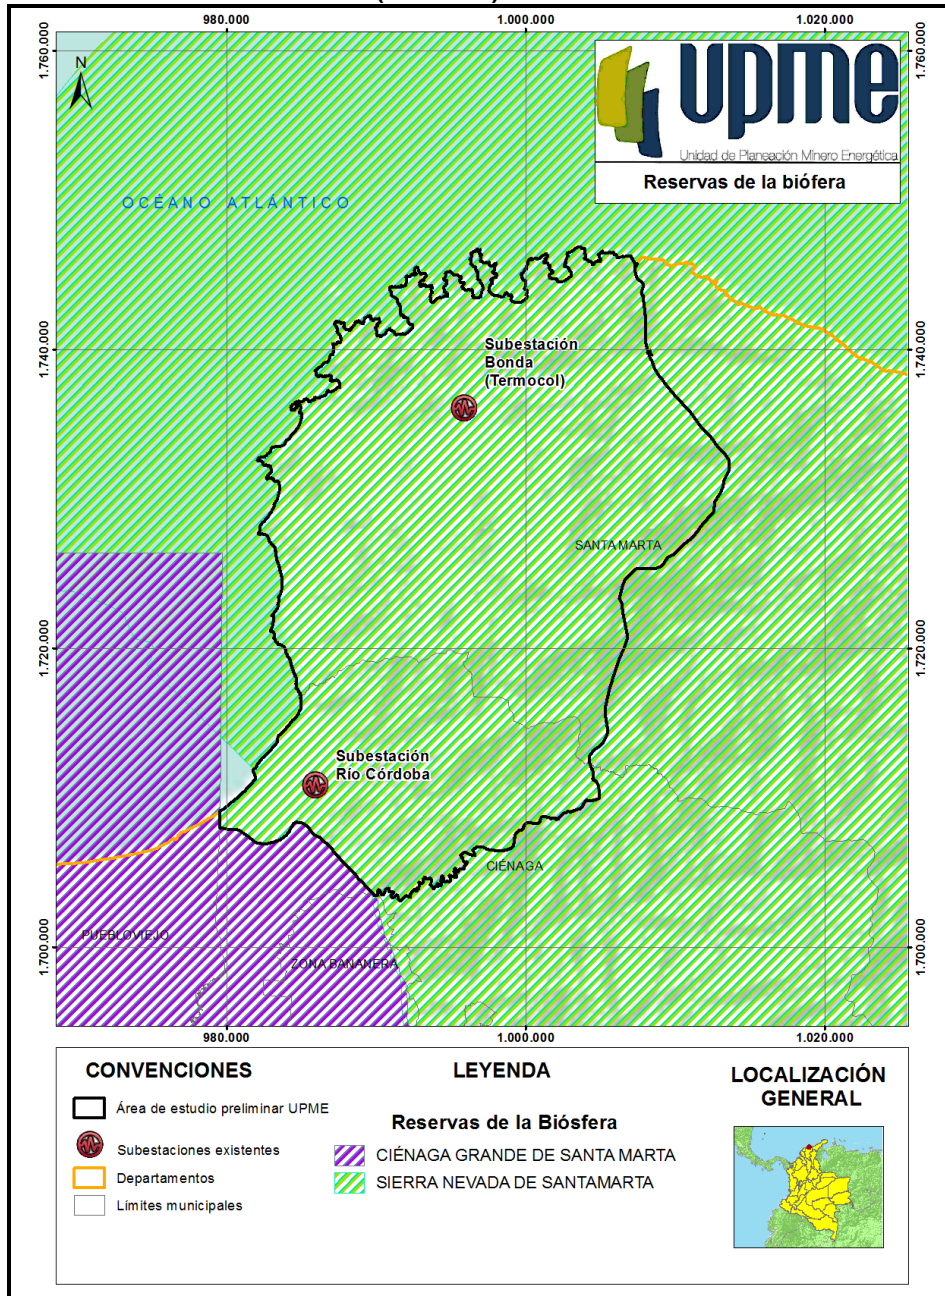 980.000
1.000.000
1.020.000
1.760.000
1.760.000
N
upme
Unidad de Planeación Minero Energética
Reservas de la biófera
OCÉANO ATLÁNTICO
1.740.000
1.740.000
Subestación
Bonda
(Termocol)
SANTA MARTA
1.720.000
1.720.000
Subestación
Río Córdoba
CIÉNAGA
PUEBLOVIEJO
ZONA BANANERA
1.700.000
1.700.000
980.000
1.000.000
1.020.000
CONVENCIONES
Área de estudio preliminar UPME
Subestaciones existentes
Departamentos
Límites municipales
LEYENDA
Reservas de la Biósfera
CIÉNAGA GRANDE DE SANTA MARTA
SIERRA NEVADA DE SANTAMARTA
LOCALIZACIÓN
GENERAL